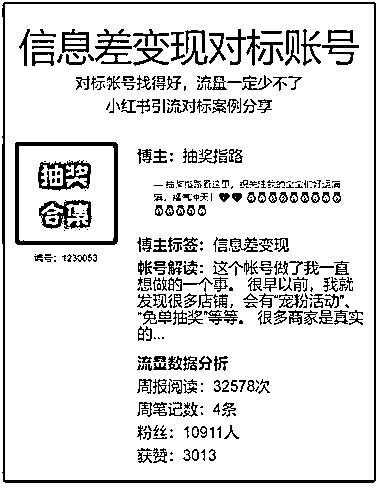 信息差变现对标账号
对标帐号找得好，流量一定少不了
小红书引流对标案例分享
抽奖
合集
编号：1230053
博主：抽奖指路
博主标签：信息差变现
帐号解读：这个帐号做了我一直
想做的一个事。 很早以前，我就
发现很多店铺，会有“宠粉活动”、
“免单抽奖”等等。 很多商家是真实
的...
流量数据分析
周报阅读：32578次
周笔记数：4条
粉丝：10911人
获赞：3013